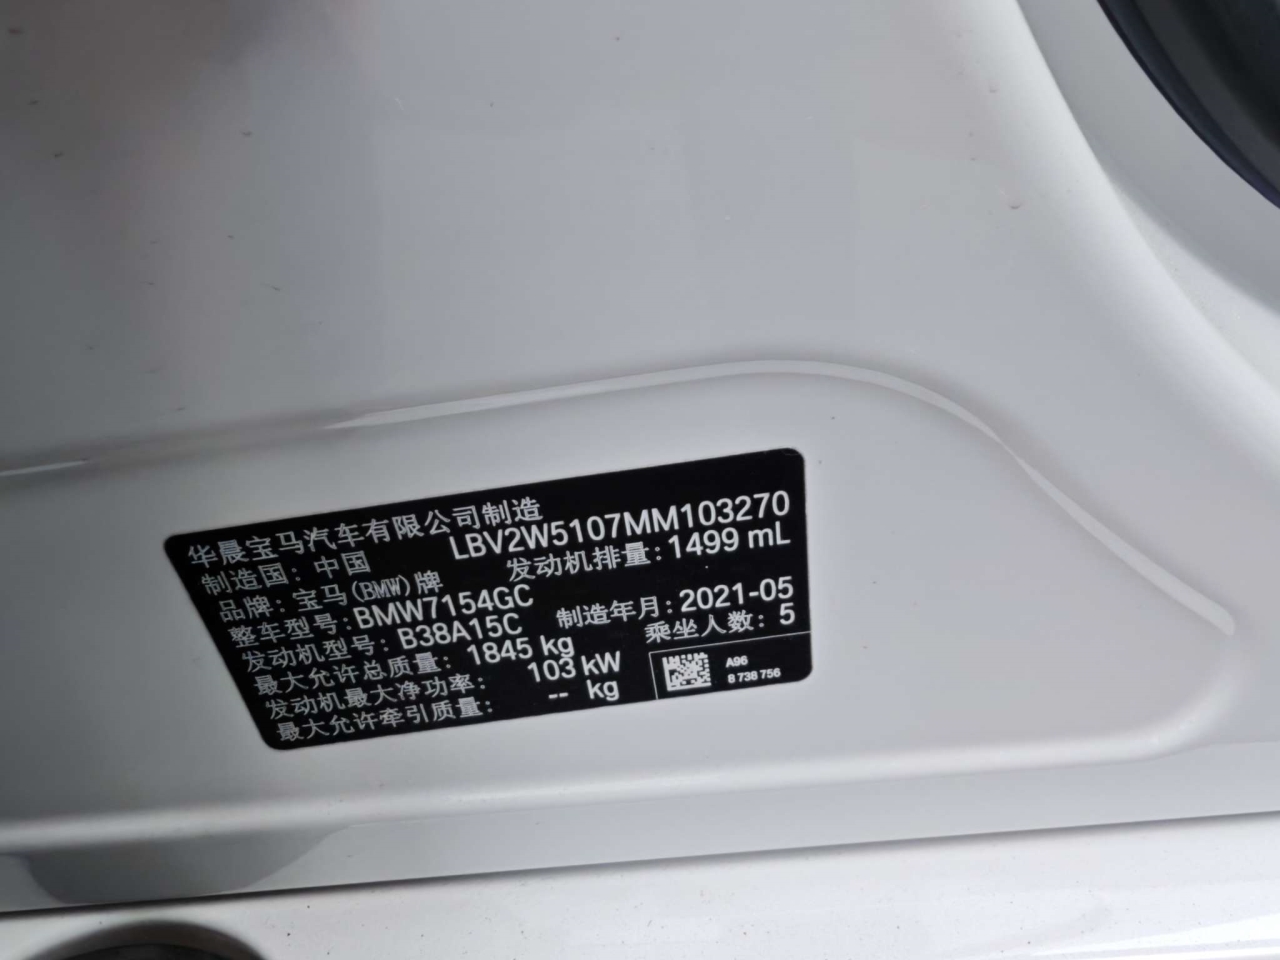 华晨宝马汽车有限公司制造
制造国：中国 LBV2W5107MM103270
品牌：宝马(BMW)牌 发动机排量：1499 mL
整车型号：BMW7154GC
发动机型号：B38A15C 制造年月：2021-05
最大允许总质量：1845 kg 乘坐人数：5
发动机最大净功率：103 kW
最大允许牵引质量：-- kg
A96
8 738 756